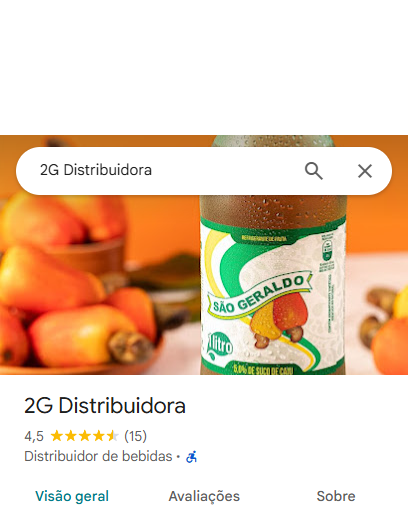 2G Distribuidora
REFRIGERANTE DE FRUTA
SÃO GERALDO
1 litro
5,0% DE SUCO DE CAJU
2G Distribuidora
4,5 (15)
Distribuidor de bebidas ·
Visão geral
Avaliações
Sobre